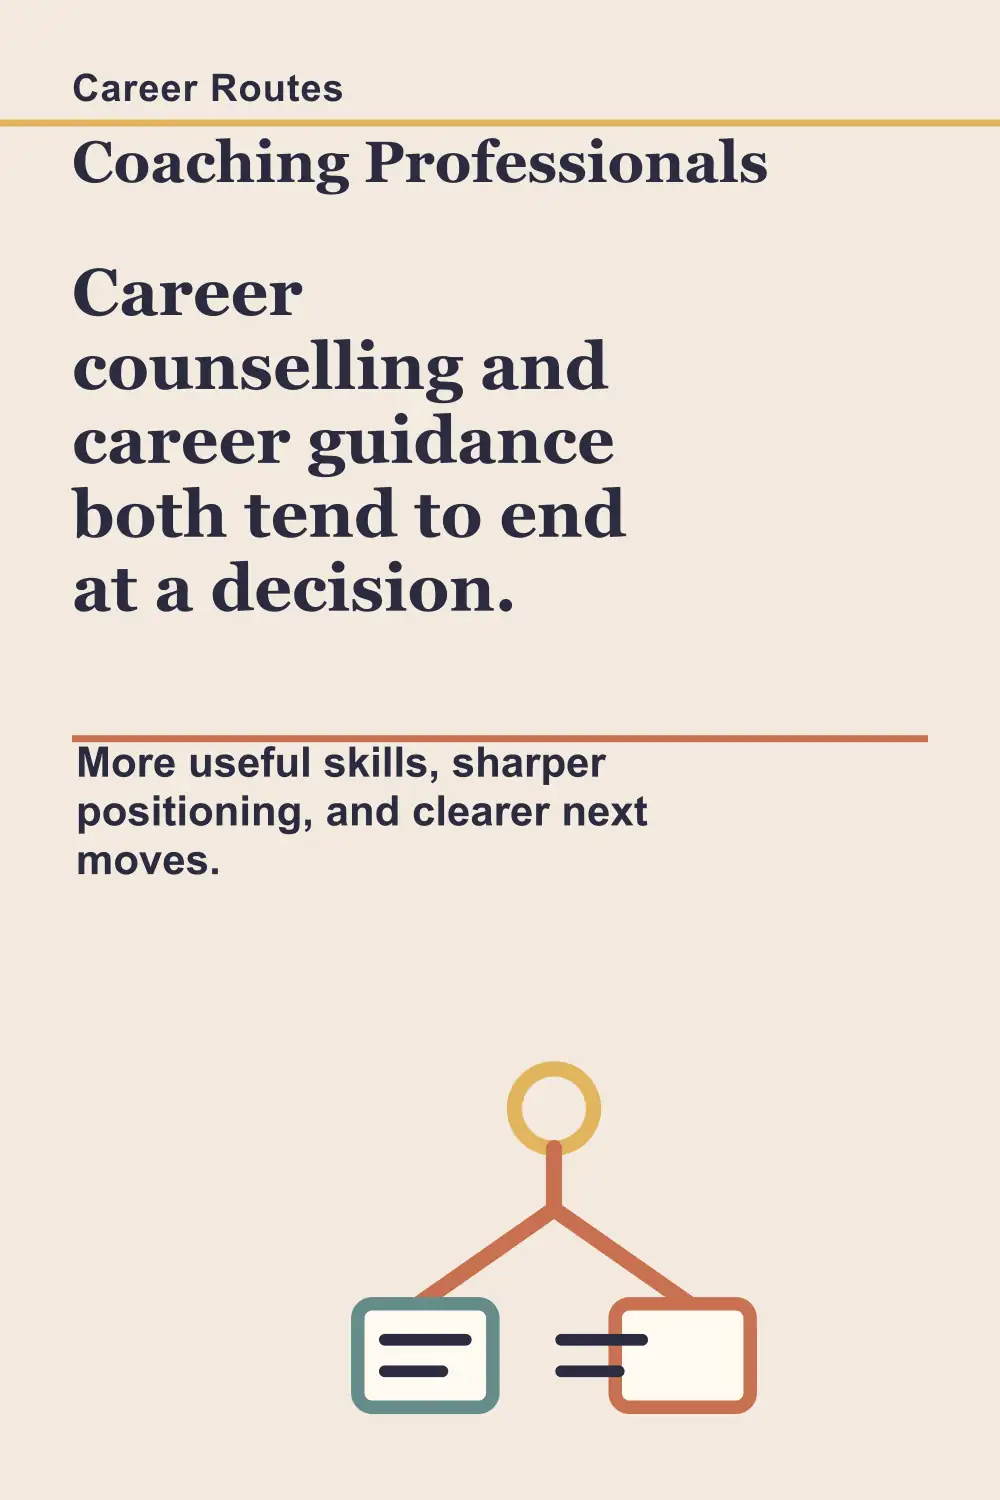 Career Routes
Coaching Professionals
Career
counselling and
career guidance
both tend to end
at a decision.
More useful skills, sharper
positioning, and clearer next
moves.